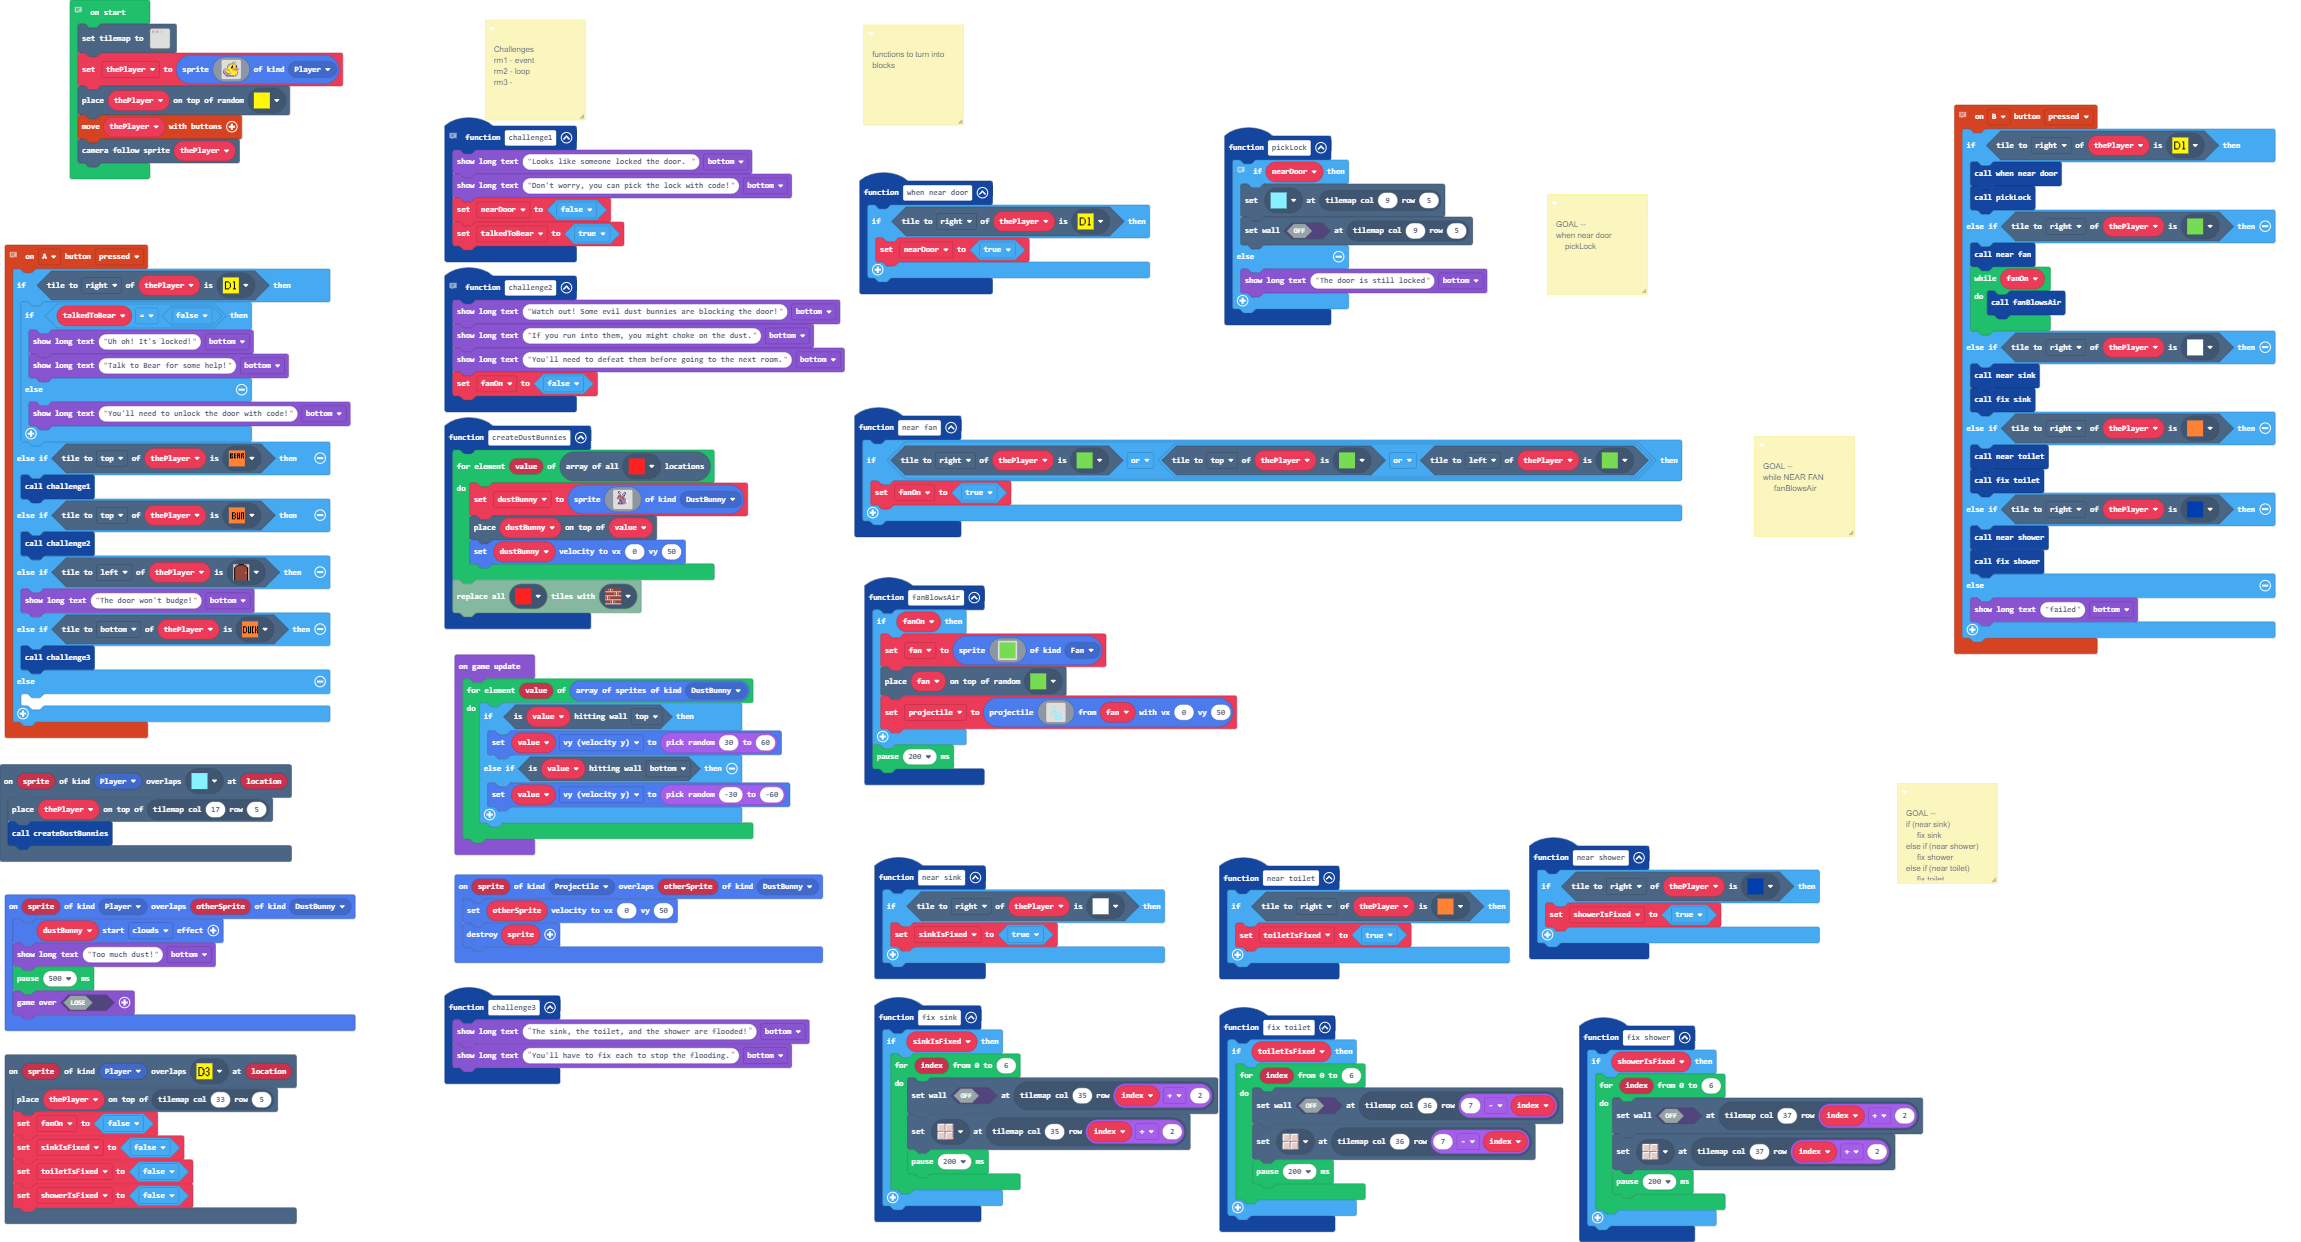 on start
set tilemap to
set thePlayer to sprite of kind Player
place thePlayer on top of random
move thePlayer with buttons
camera follow sprite thePlayer
on A button pressed
if tile to right of thePlayer is D1 then
if talkedToBear = false then
show long text "Uh oh! It's locked!" bottom
show long text "Talk to Bear for some help!" bottom
else
show long text "You'll need to unlock the door with code!" bottom
else if tile to top of thePlayer is BEAR then
call challenge1
else if tile to top of thePlayer is BUN then
call challenge2
else if tile to left of thePlayer is then
show long text "The door won't budge!" bottom
else if tile to bottom of thePlayer is DUCK then
call challenge3
else
on sprite of kind Player overlaps at location
place thePlayer on top of tilemap col 17 row 5
call createDustBunnies
on sprite of kind Player overlaps otherSprite of kind DustBunny
dustBunny start clouds effect
show long text "Too much dust!" bottom
pause 500 ms
game over LOSE
on sprite of kind Player overlaps D3 at location
place thePlayer on top of tilemap col 33 row 5
set fanOn to false
set sinkIsFixed to false
set toiletIsFixed to false
set showerIsFixed to false
Challenges
rm1 - event
rm2 - loop
rm3 -
function challenge1
show long text "Looks like someone locked the door. " bottom
show long text "Don't worry, you can pick the lock with code!" bottom
set nearDoor to false
set talkedToBear to true
function challenge2
show long text "Watch out! Some evil dust bunnies are blocking the door!" bottom
show long text "If you run into them, you might choke on the dust." bottom
show long text "You'll need to defeat them before going to the next room." bottom
set fanOn to false
function createDustBunnies
for element value of array of all locations
do
set dustBunny to sprite of kind DustBunny
place dustBunny on top of value
set dustBunny velocity to vx 0 vy 50
replace all tiles with
on game update
for element value of array of sprites of kind DustBunny
do
if is value hitting wall top then
set value vy (velocity y) to pick random 30 to 60
else if is value hitting wall bottom then
set value vy (velocity y) to pick random -30 to -60
on sprite of kind Projectile overlaps otherSprite of kind DustBunny
set otherSprite velocity to vx 0 vy 50
destroy sprite
function challenge3
show long text "The sink, the toilet, and the shower are flooded!" bottom
show long text "You'll have to fix each to stop the flooding." bottom
functions to turn into
blocks
function when near door
if tile to right of thePlayer is D1 then
set nearDoor to true
function pickLock
if nearDoor then
set at tilemap col 9 row 5
set wall OFF at tilemap col 9 row 5
else
show long text "The door is still locked" bottom
GOAL --
when near door
pickLock
function near fan
if tile to right of thePlayer is or tile to top of thePlayer is or tile to left of thePlayer is then
set fanOn to true
GOAL --
while NEAR FAN
fanBlowsAir
function fanBlowsAir
if fanOn then
set fan to sprite of kind Fan
place fan on top of random
set projectile to projectile from fan with vx 0 vy 50
pause 200 ms
function near sink
if tile to right of thePlayer is then
set sinkIsFixed to true
function near toilet
if tile to right of thePlayer is then
set toiletIsFixed to true
function near shower
if tile to right of thePlayer is then
set showerIsFixed to true
GOAL --
if (near sink)
fix sink
else if (near shower)
fix shower
else if (near toilet)
fix toilet
function fix sink
if sinkIsFixed then
for index from 0 to 6
do
set wall OFF at tilemap col 35 row index + 2
set at tilemap col 35 row index + 2
pause 200 ms
function fix toilet
if toiletIsFixed then
for index from 0 to 6
do
set wall OFF at tilemap col 36 row 7 - index
set at tilemap col 36 row 7 - index
pause 200 ms
function fix shower
if showerIsFixed then
for index from 0 to 6
do
set wall OFF at tilemap col 37 row index + 2
set at tilemap col 37 row index + 2
pause 200 ms
on B button pressed
if tile to right of thePlayer is D1 then
call when near door
call pickLock
else if tile to right of thePlayer is then
call near fan
while fanOn
do call fanBlowsAir
else if tile to right of thePlayer is then
call near sink
call fix sink
else if tile to right of thePlayer is then
call near toilet
call fix toilet
else if tile to right of thePlayer is then
call near shower
call fix shower
else
show long text "failed" bottom